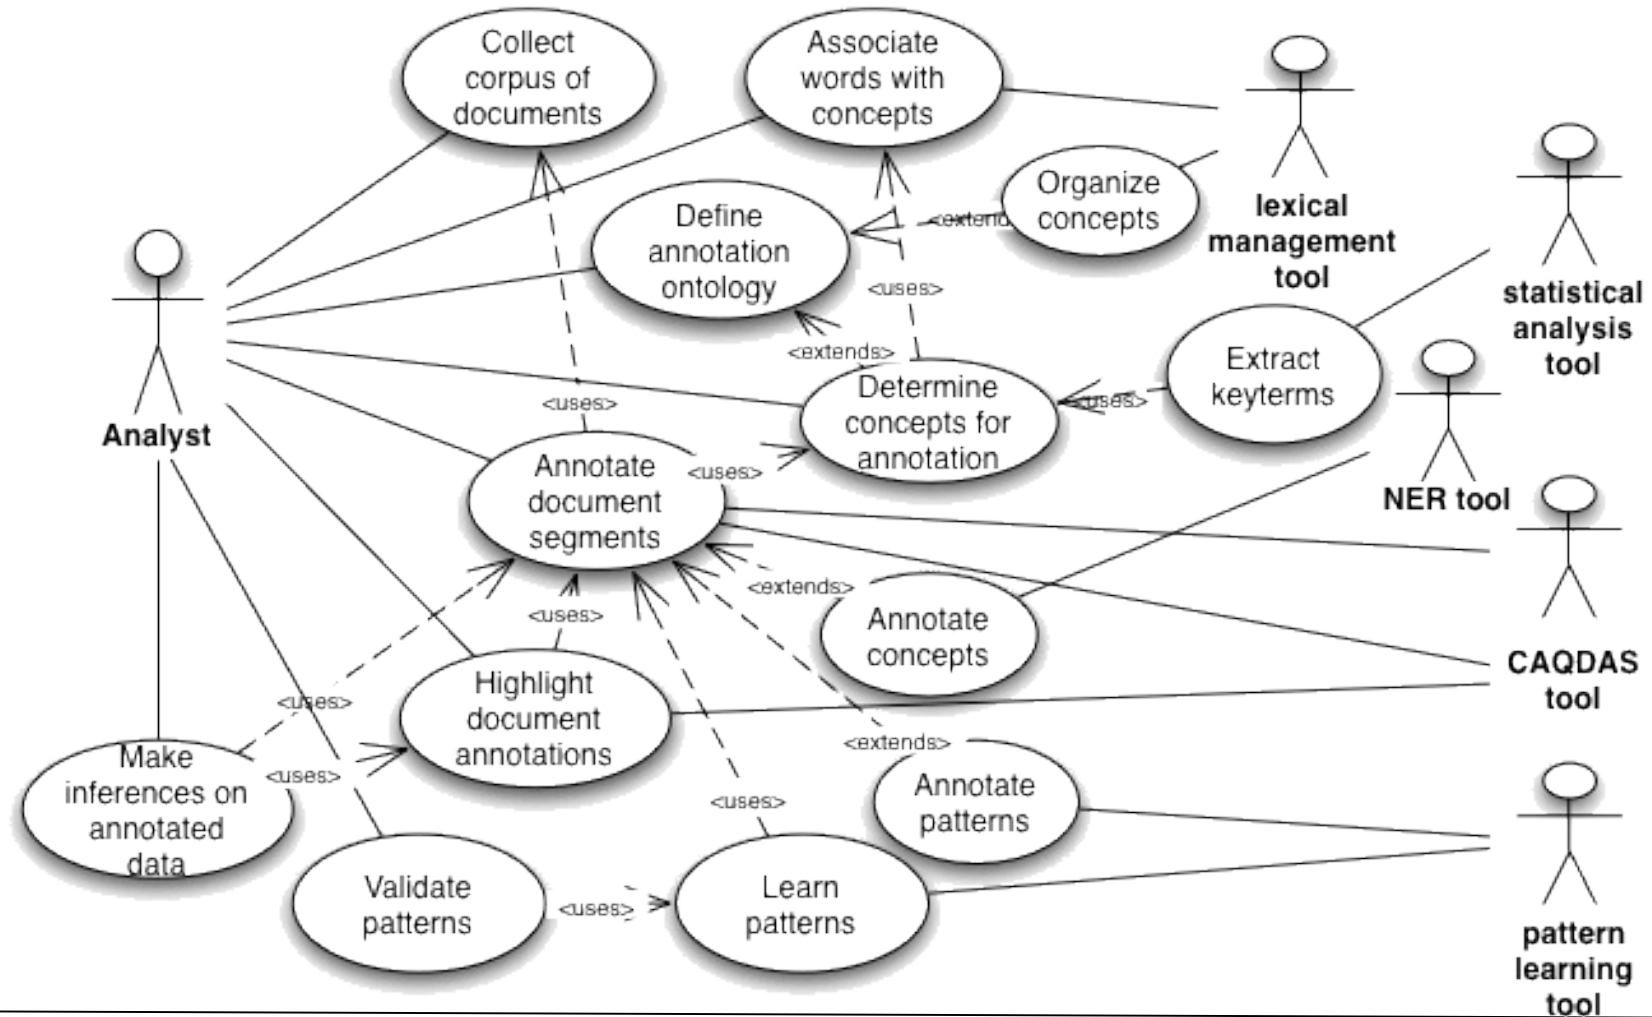 Collect
corpus of
documents
Associate
words with
concepts
Organize
concepts
lexical
management
tool
Define
annotation
ontology
<extend
<uses>
statistical
analysis
tool
<extends>
Extract
keyterms
Determine
concepts for
annotation
<uses>
<uses>
Analyst
Annotate
document
segments
<uses>
NER tool
<extends>
<uses>
Annotate
concepts
CAQDAS
tool
Highlight
document
annotations
<uses>
<uses>
Make
inferences on
annotated
data
<extends>
Annotate
patterns
<uses>
Validate
patterns
<uses>
Learn
patterns
pattern
learning
tool